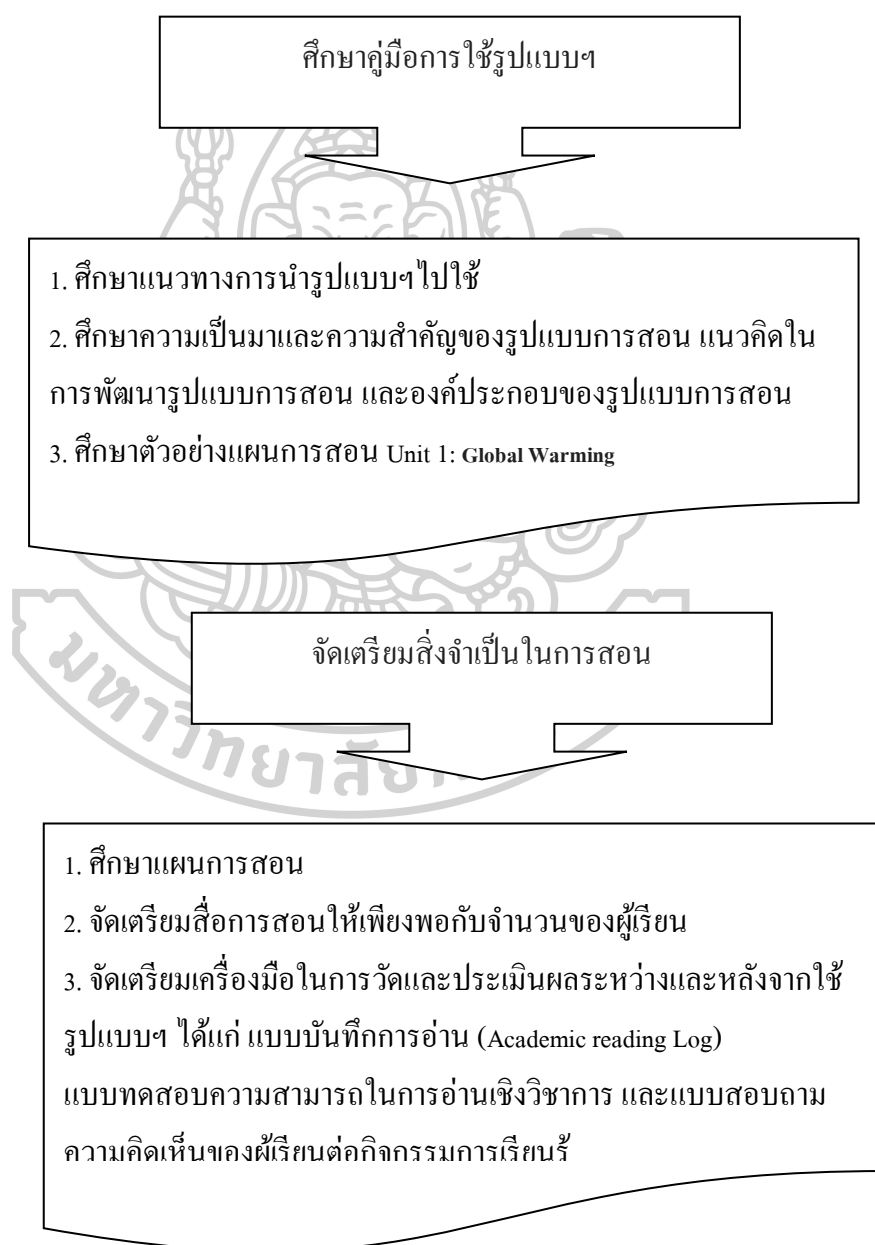 ศึกษาคู่มือการใช้รูปแบบฯ
1. ศึกษาแนวทางการนำรูปแบบฯไปใช้
2. ศึกษาความเป็นมาและความสำคัญของรูปแบบการสอน แนวคิดใน
การพัฒนารูปแบบการสอน และองค์ประกอบของรูปแบบการสอน
3. ศึกษาตัวอย่างแผนการสอน Unit 1: Global Warming
จัดเตรียมสิ่งจำเป็นในการสอน
1. ศึกษาแผนการสอน
2. จัดเตรียมสื่อการสอนให้เพียงพอกับจำนวนของผู้เรียน
3. จัดเตรียมเครื่องมือในการวัดและประเมินผลระหว่างและหลังจากใช้
รูปแบบฯ ได้แก่ แบบบันทึกการอ่าน (Academic reading Log)
แบบทดสอบความสามารถในการอ่านเชิงวิชาการ และแบบสอบถาม
ความคิดเห็นของผู้เรียนต่อกิจกรรมการเรียนรู้